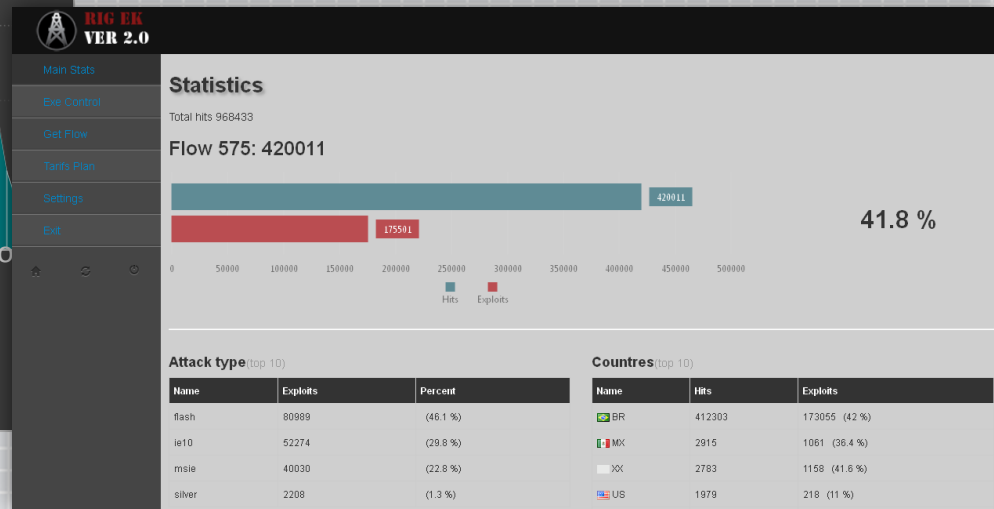 RIG EK
VER 2.0
Main Stats
Exe Control
Get Flow
Tarifs Plan
Settings
Exit
Statistics
Total hits 968433
Flow 575: 420011
420011
175501
41.8 %
0 50000 100000 150000 200000 250000 300000 350000 400000 450000 500000
Hits Exploits
Attack type(top 10)
Name Exploits Percent
flash 80989 (46.1 %)
ie10 52274 (29.8 %)
msie 40030 (22.8 %)
silver 2208 (1.3 %)
Countres(top 10)
Name Hits Exploits
BR 412303 173055 (42 %)
MX 2915 1061 (36.4 %)
XX 2783 1158 (41.6 %)
US 1979 218 (11 %)